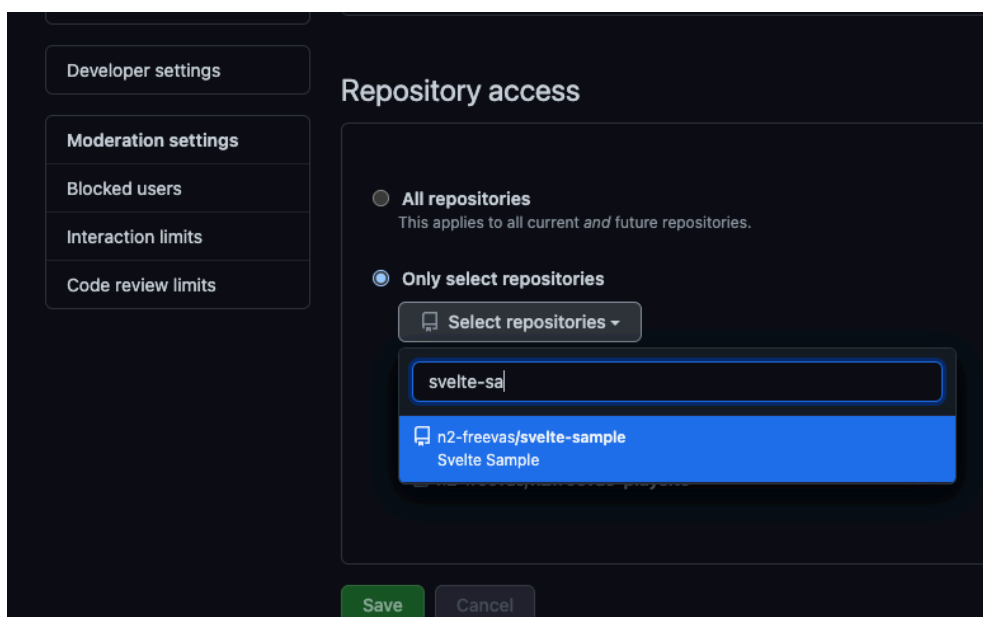 Developer settings
Moderation settings
Blocked users
Interaction limits
Code review limits
Repository access
All repositories
This applies to all current and future repositories.
Only select repositories
Select repositories
svelte-sa
n2-freevas/svelte-sample
Svelte Sample
Save
Cancel